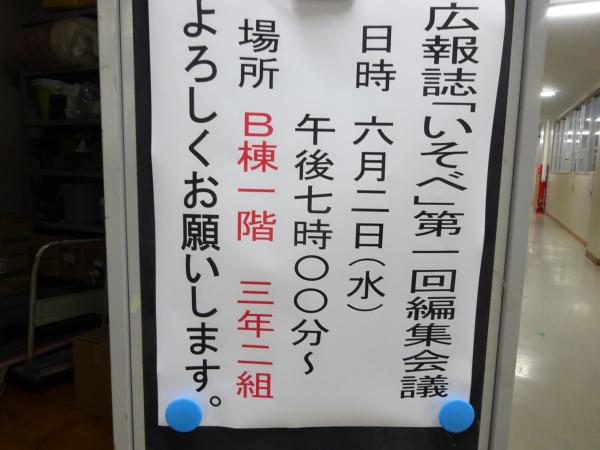 広報誌「いそべ」第一回編集会議
日時 六月二日(水)
午後七時〇〇分~
場所 B棟一階 三年二組
よろしくお願いします。